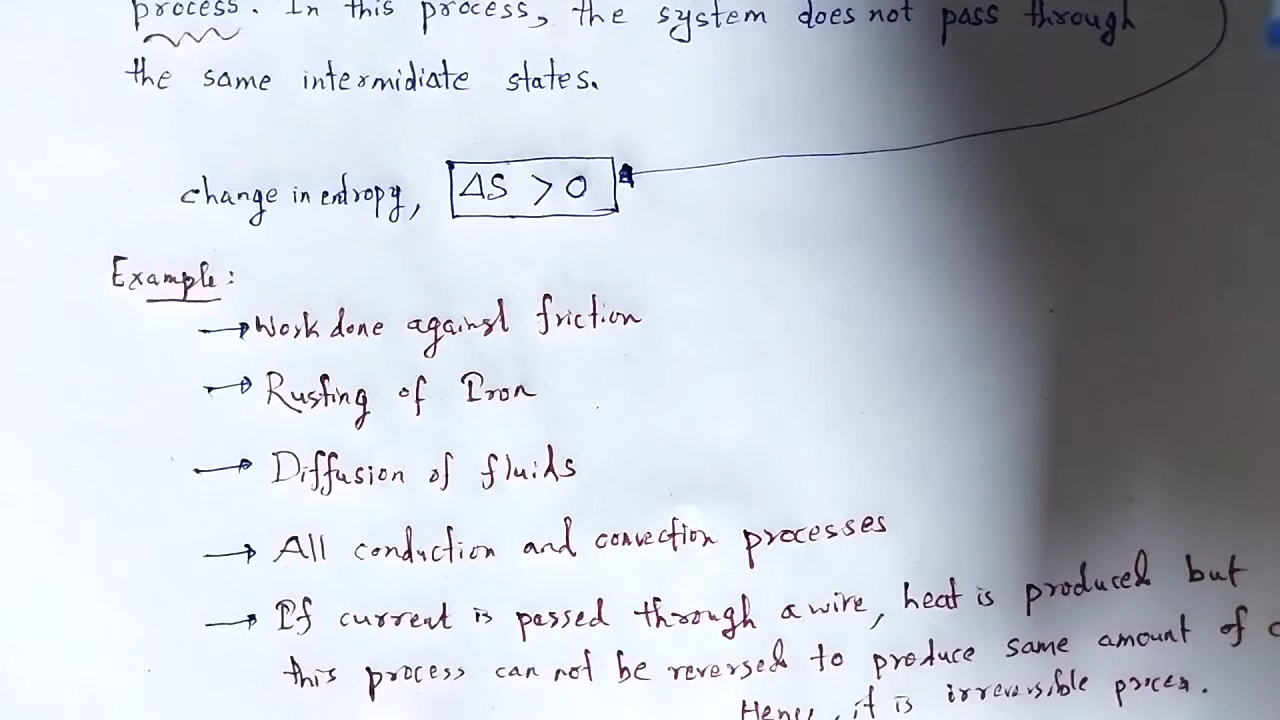 process. In this process, the system does not pass through
the same intermidiate states.
change in entropy, ΔS > 0
Example:
→ Work done against friction
→ Rusting of Iron
→ Diffusion of fluids
→ All conduction and convection processes
→ If current is passed through a wire, heat is produced but
this process can not be reversed to produce same amount of
Hence, it is irreversible process.